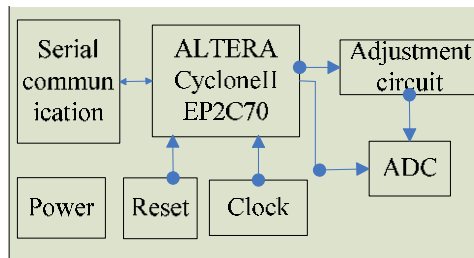 Serial
commun
ication
ALTERA
CycloneII
EP2C70
Adjustment
circuit
ADC
Power
Reset
Clock